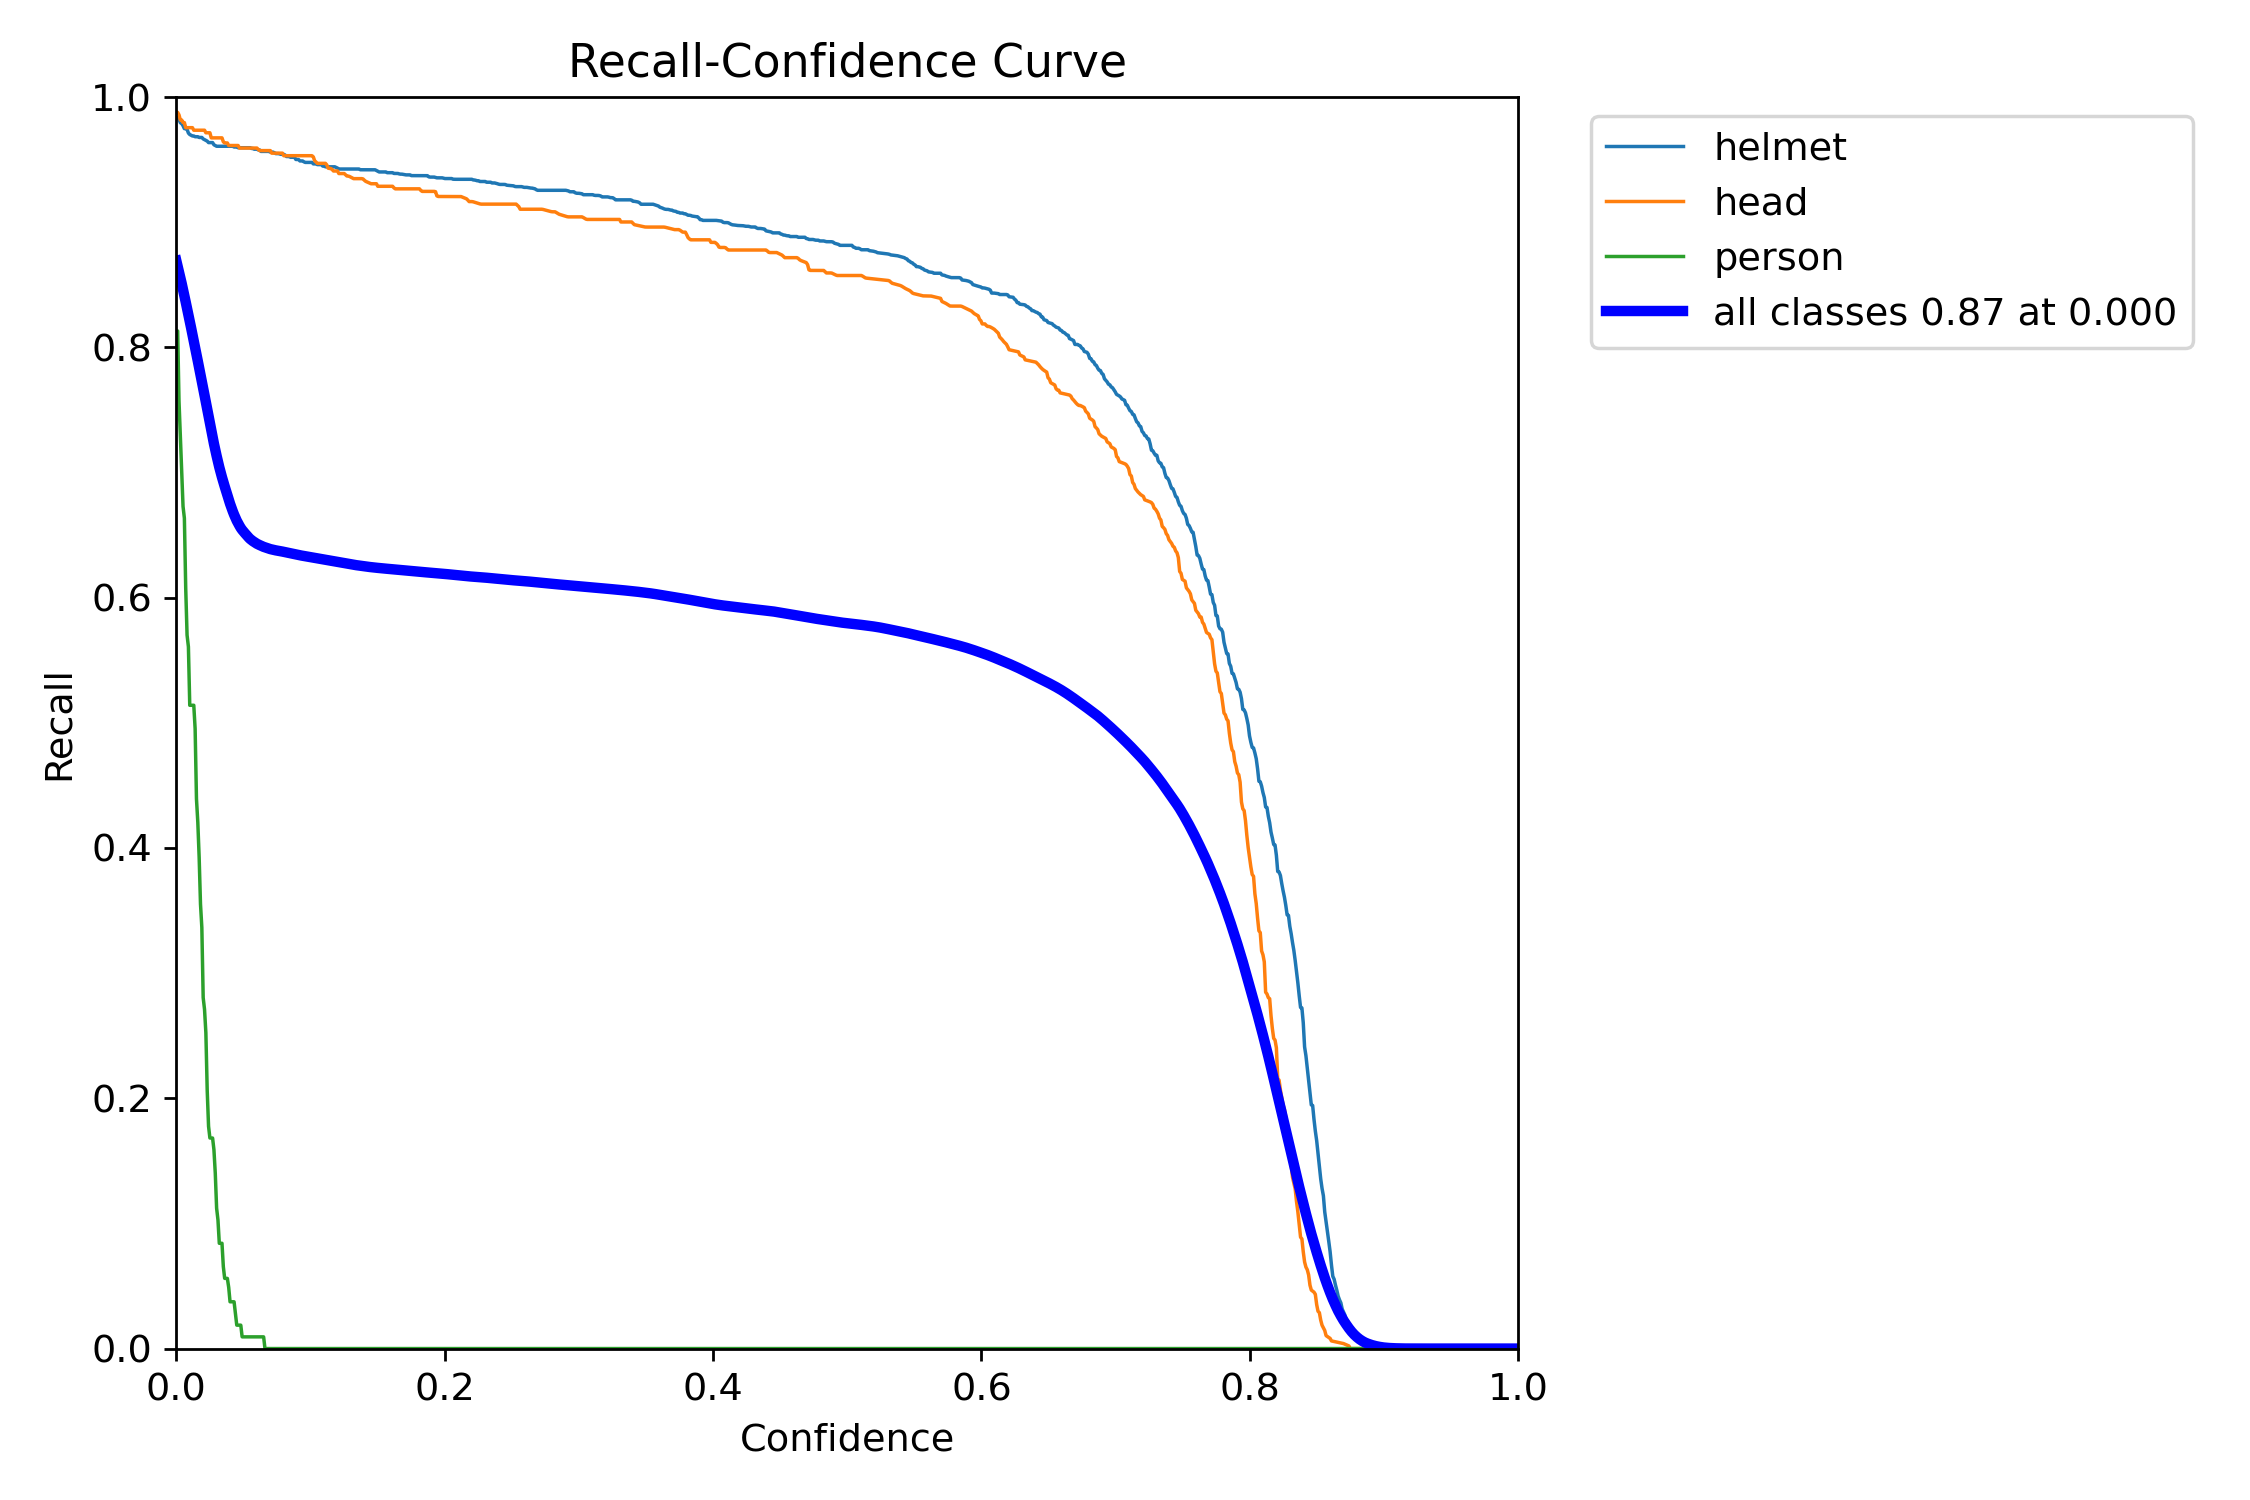 Recall-Confidence Curve
1.0
0.8
0.6
0.4
0.2
0.0
Recall
0.0 0.2 0.4 0.6 0.8 1.0
Confidence
helmet
head
person
all classes 0.87 at 0.000